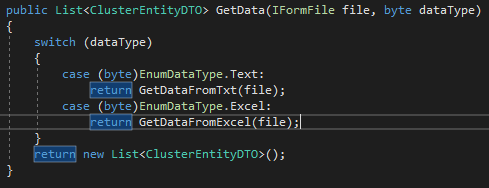 public List<ClusterEntityDTO> GetData(IFormFile file, byte dataType)
{
    switch (dataType)
    {
        case (byte)EnumDataType.Text:
            return GetDataFromTxt(file);
        case (byte)EnumDataType.Excel:
            return GetDataFromExcel(file);
    }
    return new List<ClusterEntityDTO>();
}